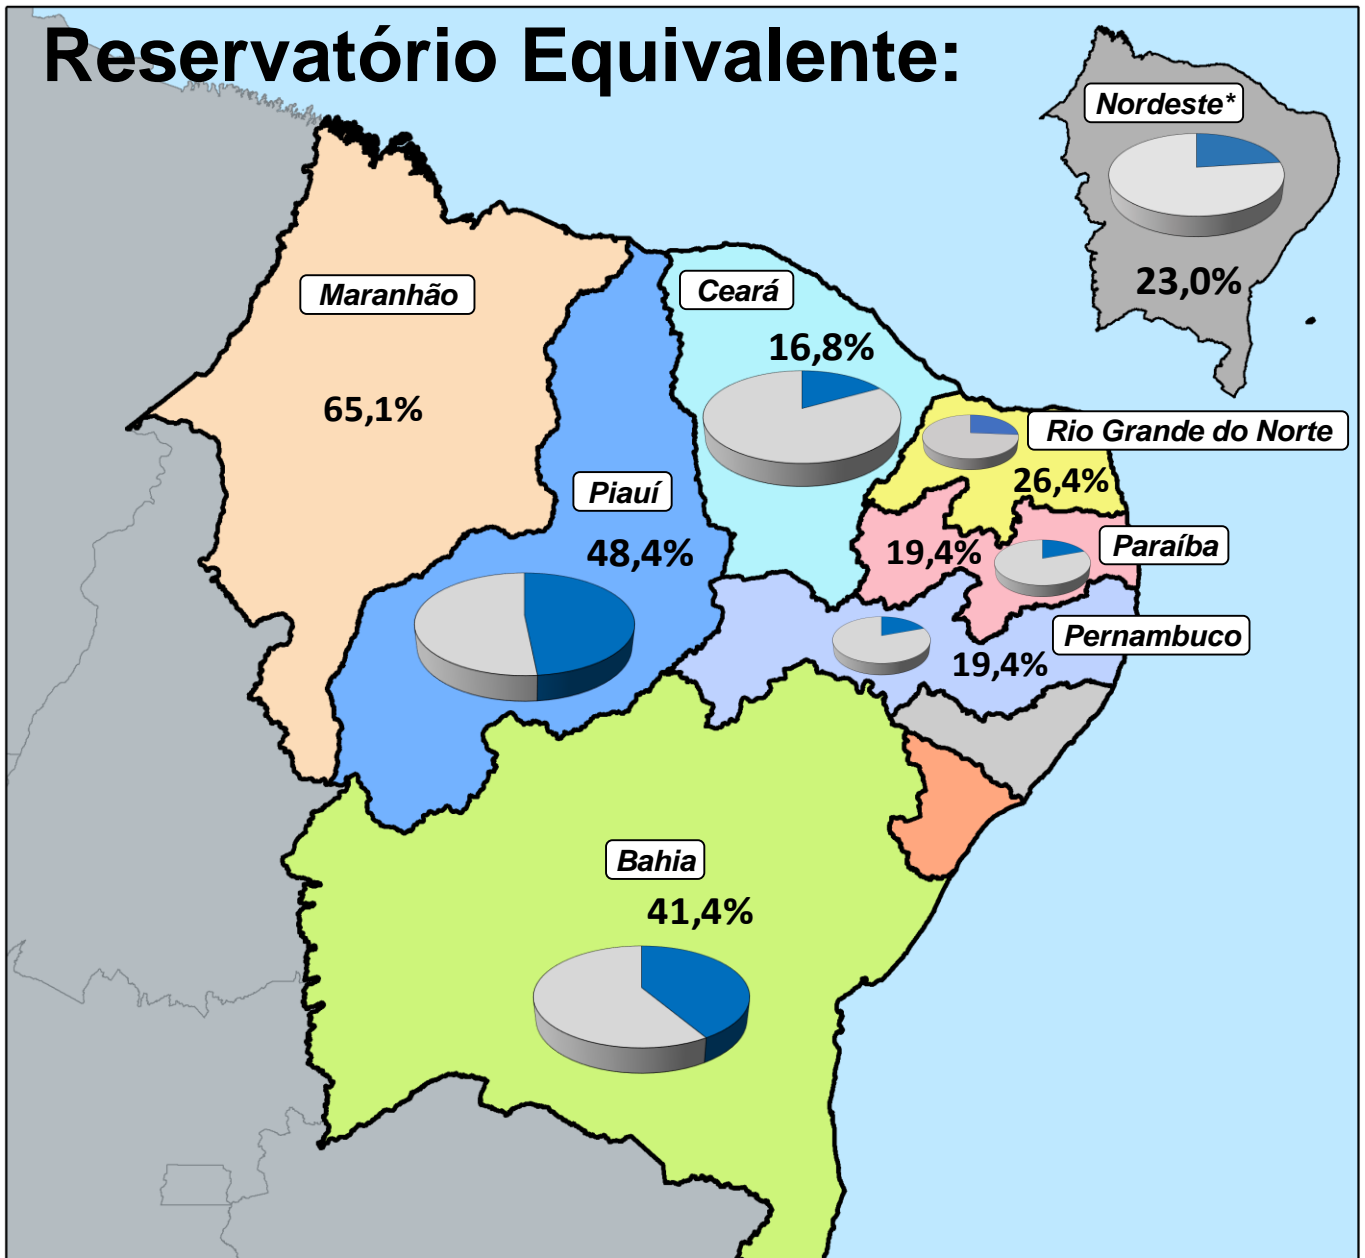 Reservatório Equivalente:
Nordeste*
23,0%
Maranhão
65,1%
Ceará
16,8%
Rio Grande do Norte
26,4%
Piauí
48,4%
Paraíba
19,4%
Pernambuco
19,4%
Bahia
41,4%